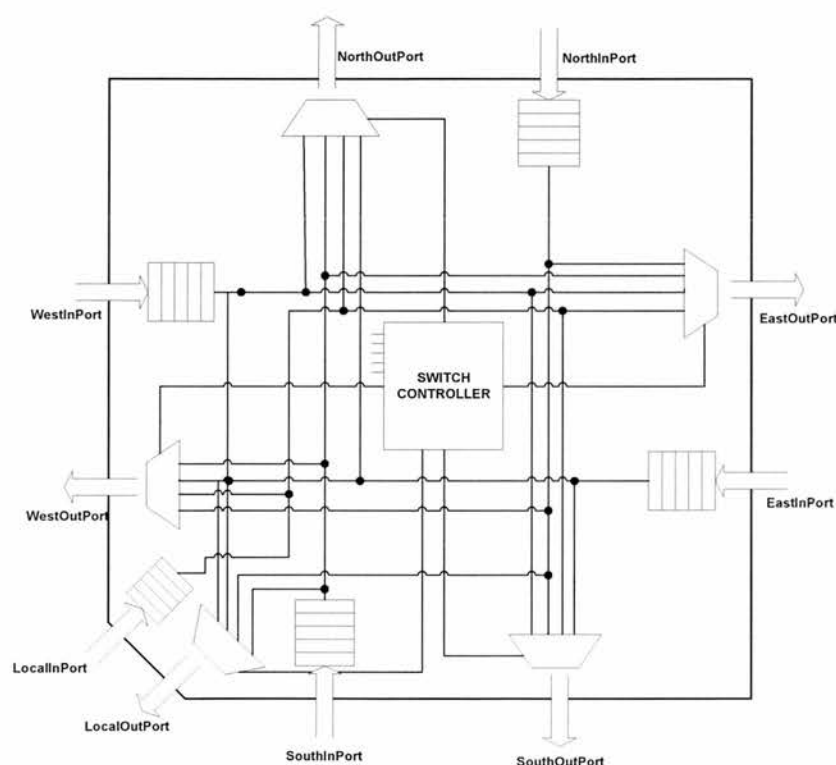 NorthOutPort
NorthInPort
WestInPort
EastOutPort
SWITCH
CONTROLLER
WestOutPort
EastInPort
LocalInPort
LocalOutPort
SouthInPort
SouthOutPort